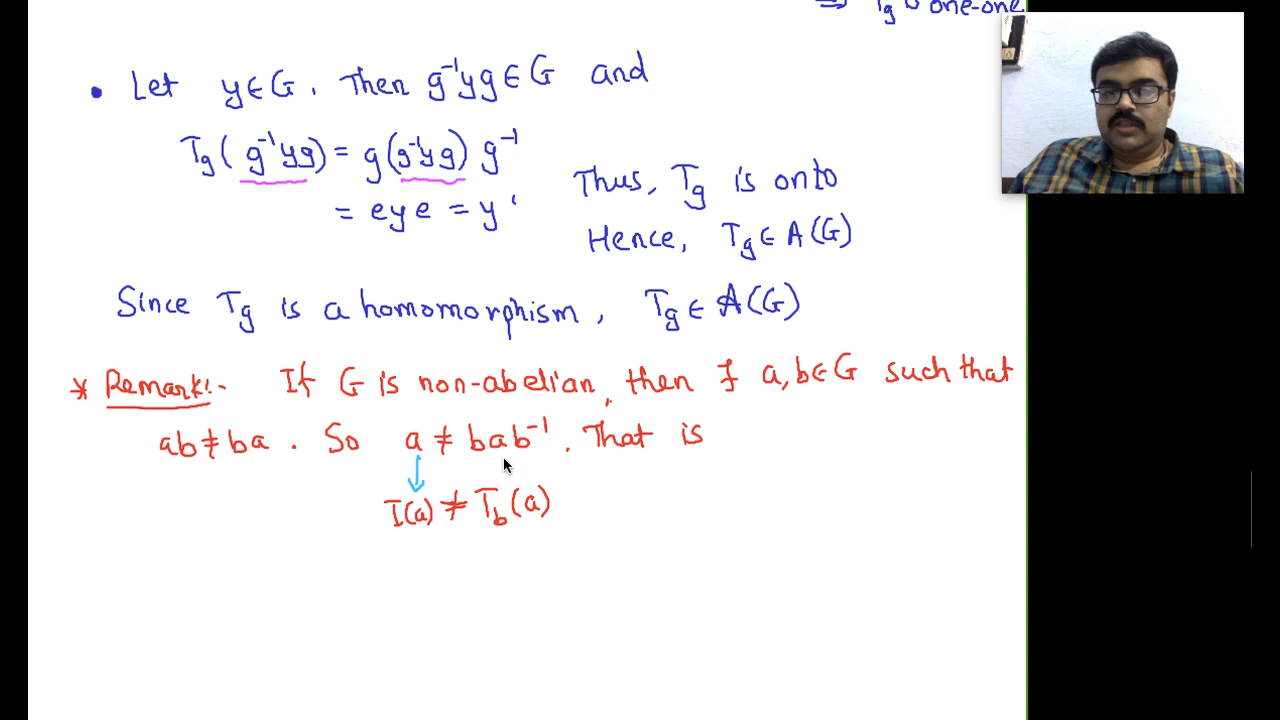 ⇒ Tg is one-one
• Let y∈G. Then g⁻¹yg∈G and
Tg(g⁻¹yg) = g(g⁻¹yg)g⁻¹
= eye = y.
Thus, Tg is onto
Hence, Tg∈A(G)
Since Tg is a homomorphism, Tg∈𝔸(G)
* Remark:- If G is non-abelian, then ∃ a,b∈G such that
ab≠ba. So a≠bab⁻¹. That is
I(a)≠T_b(a)